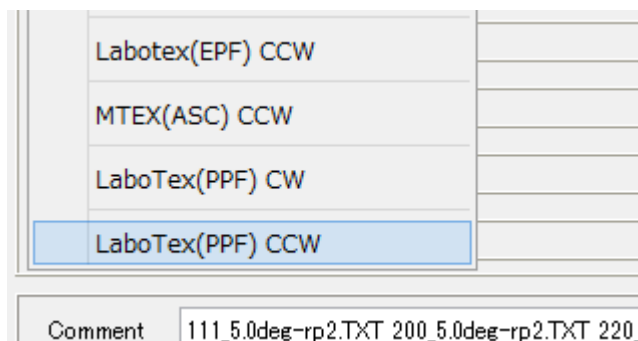 Labotex(EPF) CCW
MTEX(ASC) CCW
LaboTex(PPF) CW
LaboTex(PPF) CCW
Comment 111_5.0deg-rp2.TXT 200_5.0deg-rp2.TXT 220_